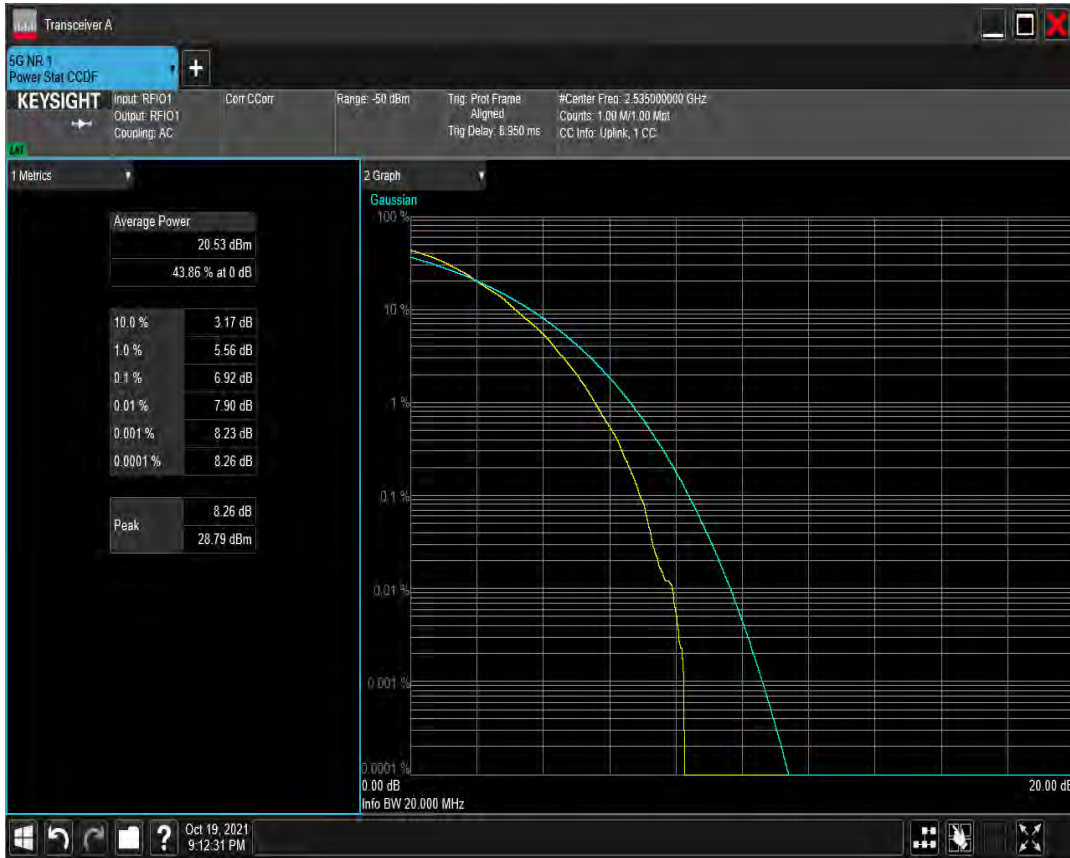 Transceiver A
5G NR 1
Power Stat CCDF
+
KEYSIGHT
Input: RFIO1
Output: RFIO1
Coupling: AC
Corr CCorr
Range: -50 dBm
Trig: Prot Frame
Aligned
Trig Delay: 8.950 ms
#Center Freq: 2.535000000 GHz
Counts: 1.00 M/1.00 Mpt
CC Info: Uplink, 1 CC
1 Metrics
Average Power
20.53 dBm
43.86 % at 0 dB
10.0 % 3.17 dB
1.0 % 5.56 dB
0.1 % 6.92 dB
0.01 % 7.90 dB
0.001 % 8.23 dB
0.0001 % 8.26 dB
Peak
8.26 dB
28.79 dBm
2 Graph
Gaussian
100 %
10 %
1 %
0.1 %
0.01 %
0.001 %
0.0001 %
0.00 dB
20.00 dB
Info BW 20.000 MHz
?
Oct 19, 2021
9:12:31 PM